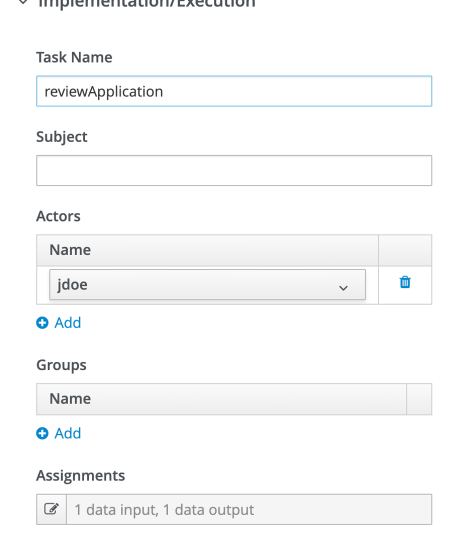 Implementation/Execution
Task Name
reviewApplication
Subject
Actors
Name
jdoe
Add
Groups
Name
Add
Assignments
1 data input, 1 data output